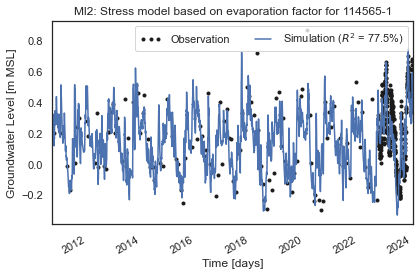 MI2: Stress model based on evaporation factor for 114565-1
Observation
Simulation (R² = 77.5%)
Groundwater Level [m MSL]
0.8
0.6
0.4
0.2
0.0
-0.2
2012
2014
2016
2018
2020
2022
2024
Time [days]